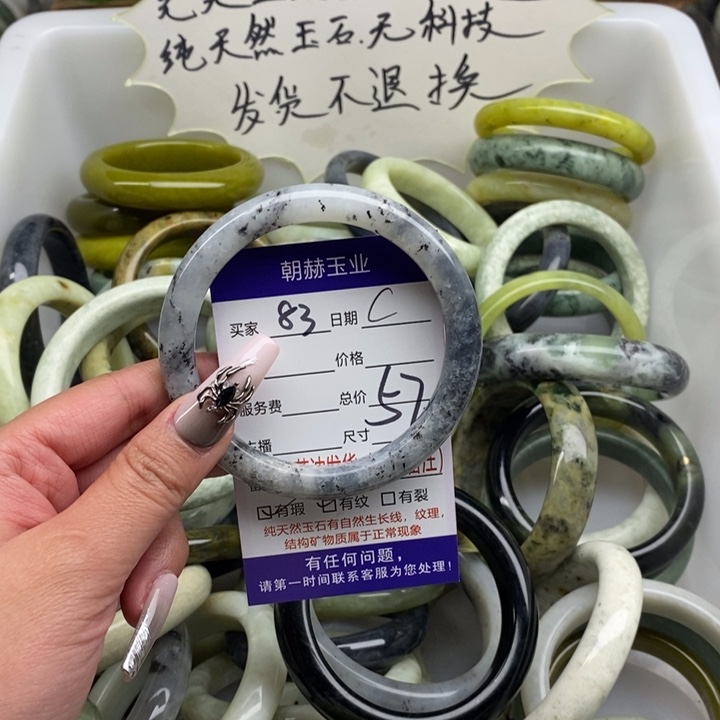 纯天然玉石.无科技
发货不退换
朝赫玉业
买家 83 日期 C
价格
服务费 总价 57
播 尺寸
☑有瑕 ☑有纹 ☐有裂
纯天然玉石有自然生长线，纹理，
结构矿物质属于正常现象
有任何问题，
请第一时间联系客服为您处理！